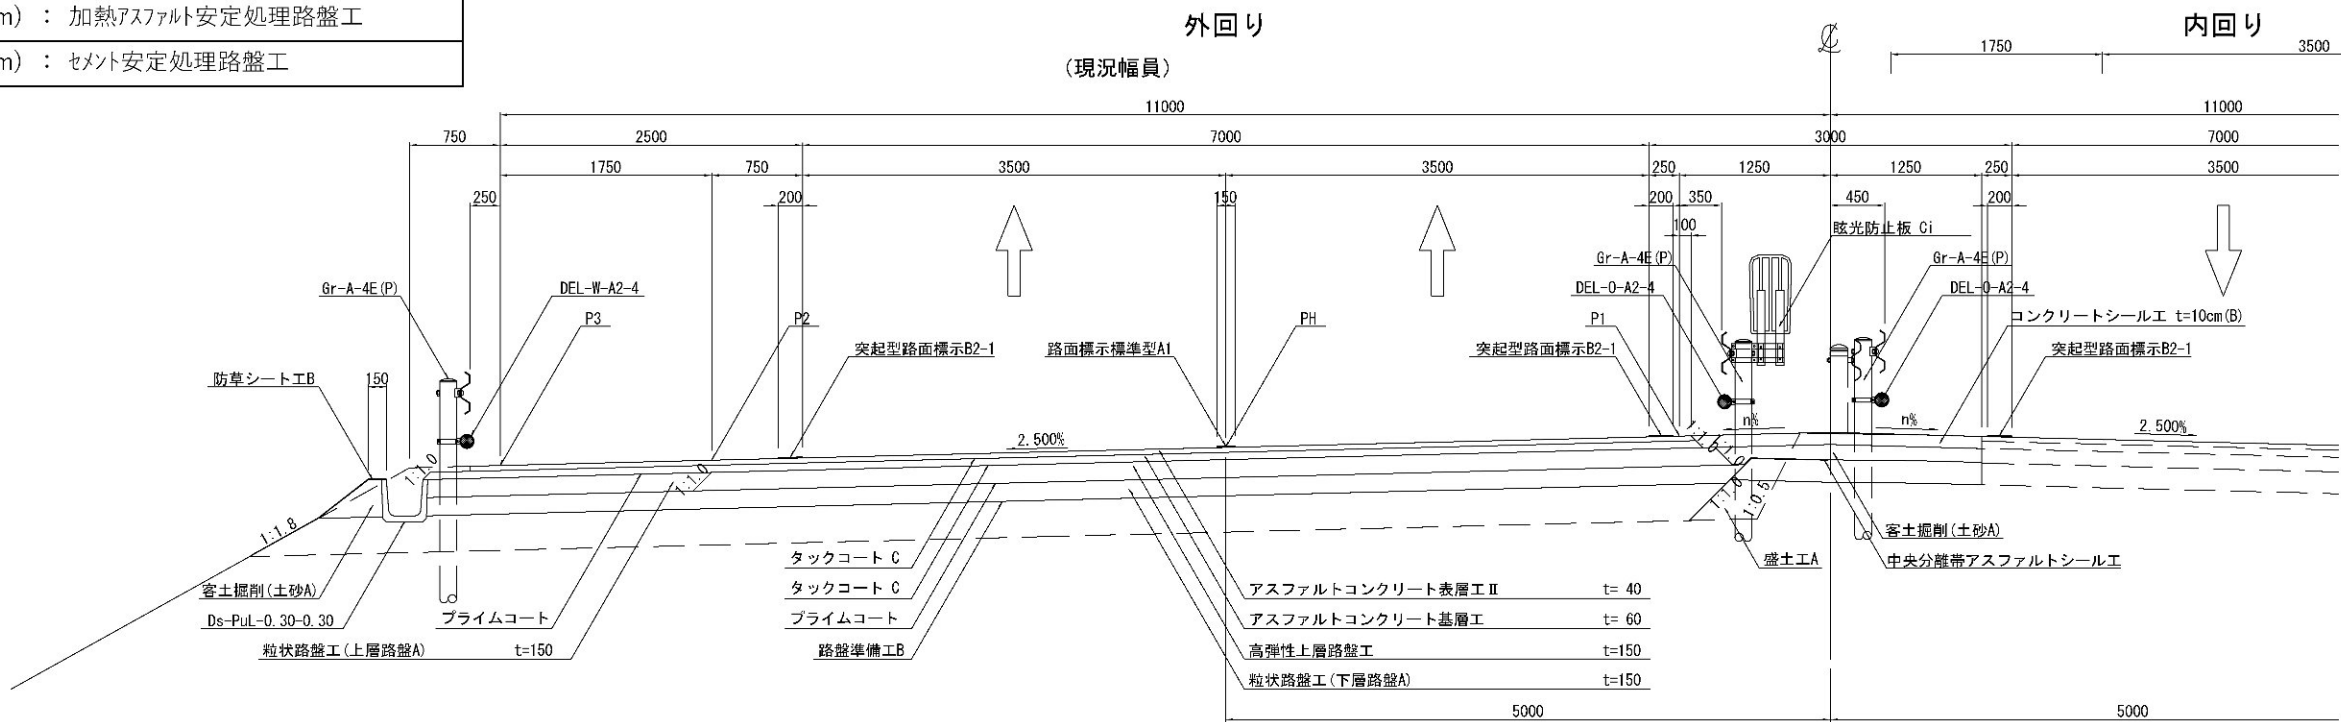 m) : 加熱アスファルト安定処理路盤工
m) : セメント安定処理路盤工
外回り
内回り
(現況幅員)
1750
3500
11000
11000
750
2500
7000
3000
7000
1750
750
3500
3500
250
1250
1250
250
3500
250
200
150
200
350
450
200
100
眩光防止板 Ci
Gr-A-4E(P)
Gr-A-4E(P)
Gr-A-4E(P)
DEL-W-A2-4
DEL-O-A2-4
DEL-O-A2-4
P3
P2
PH
P1
コンクリートシール工 t=10cm(B)
突起型路面標示B2-1
路面標示標準型A1
突起型路面標示B2-1
突起型路面標示B2-1
防草シート工B
150
n%
n%
2.500%
2.500%
1:1.0
1:1.0
1:1.0
1:0.5
1:1.8
客土掘削(土砂A)
タックコート C
盛土工A
中央分離帯アスファルトシール工
客土掘削(土砂A)
タックコート C
アスファルトコンクリート表層工Ⅱ t= 40
Ds-PuL-0.30-0.30
プライムコート
プライムコート
アスファルトコンクリート基層工 t= 60
粒状路盤工(上層路盤A) t=150
路盤準備工B
高弾性上層路盤工 t=150
粒状路盤工(下層路盤A) t=150
5000
5000